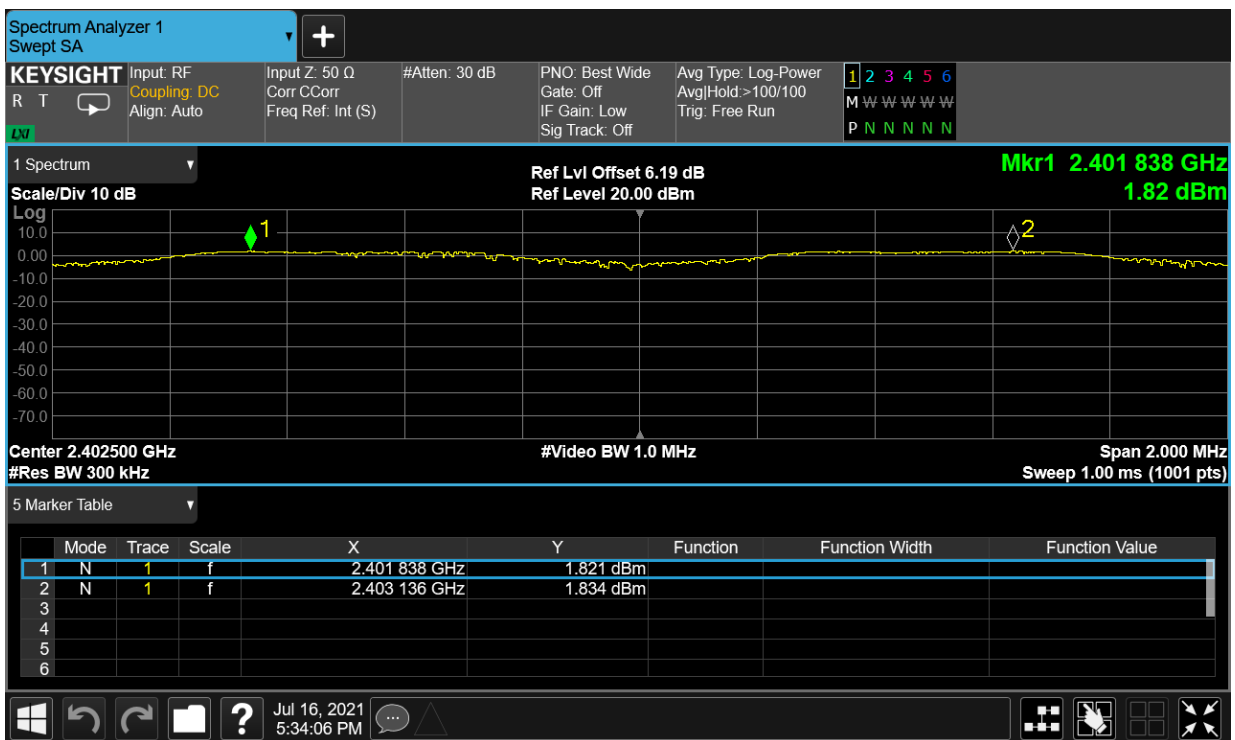 Spectrum Analyzer 1
Swept SA
+
KEYSIGHT
R T
LXI
Input: RF
Coupling: DC
Align: Auto
Input Z: 50 Ω
Corr CCorr
Freq Ref: Int (S)
#Atten: 30 dB
PNO: Best Wide
Gate: Off
IF Gain: Low
Sig Track: Off
Avg Type: Log-Power
Avg|Hold:>100/100
Trig: Free Run
1 2 3 4 5 6
M W W W W W
P N N N N N
1 Spectrum
Scale/Div 10 dB
Ref Lvl Offset 6.19 dB
Ref Level 20.00 dBm
Mkr1 2.401 838 GHz
1.82 dBm
Log
10.0
0.00
-10.0
-20.0
-30.0
-40.0
-50.0
-60.0
-70.0
1
2
Center 2.402500 GHz
#Res BW 300 kHz
#Video BW 1.0 MHz
Span 2.000 MHz
Sweep 1.00 ms (1001 pts)
5 Marker Table
Mode Trace Scale X Y Function Function Width Function Value
1 N 1 f 2.401 838 GHz 1.821 dBm
2 N 1 f 2.403 136 GHz 1.834 dBm
3
4
5
6
?
Jul 16, 2021
5:34:06 PM